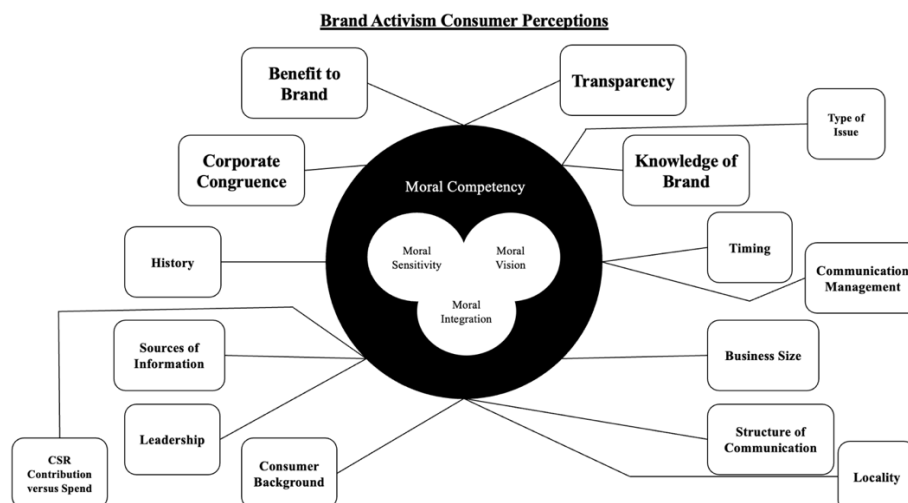 Brand Activism Consumer Perceptions
Benefit to
Brand
Transparency
Type of
Issue
Corporate
Congruence
Knowledge of
Brand
Moral Competency
Moral
Sensitivity
Moral
Vision
Moral
Integration
History
Timing
Communication
Management
Sources of
Information
Business Size
Leadership
Structure of
Communication
CSR
Contribution
versus Spend
Consumer
Background
Locality